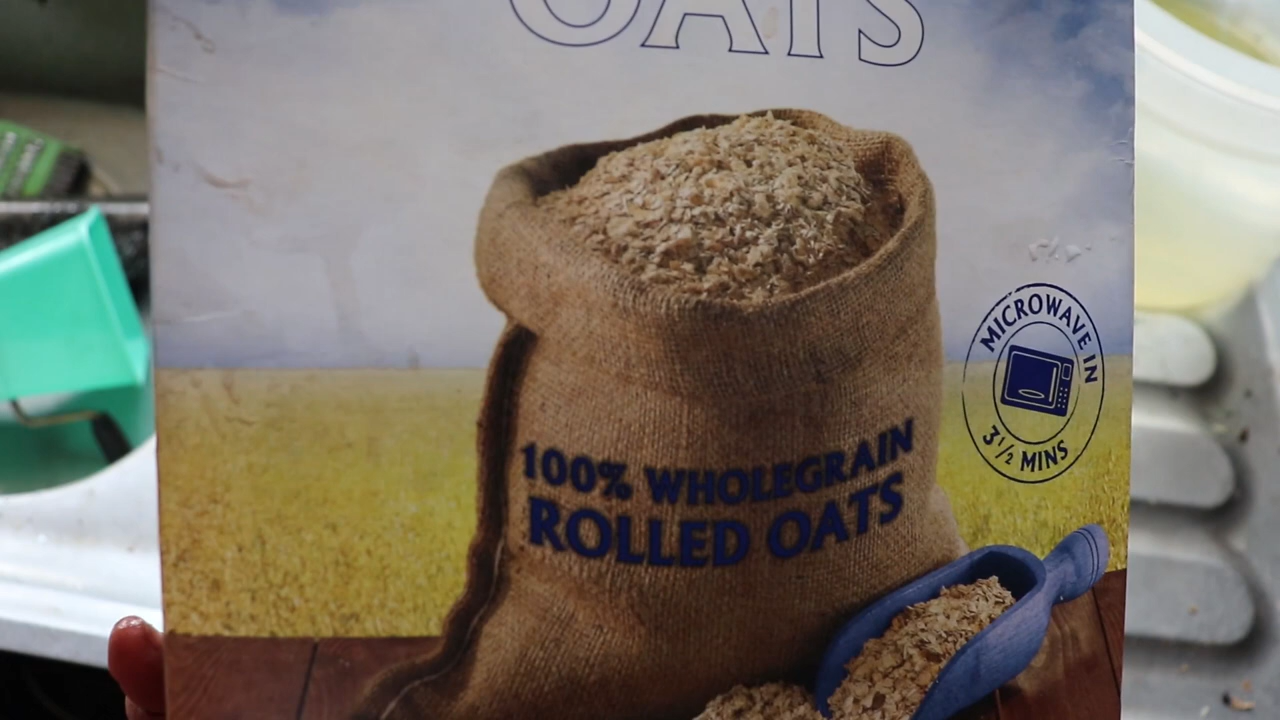 OATS
MICROWAVE IN
3½ MINS
100% WHOLEGRAIN
ROLLED OATS